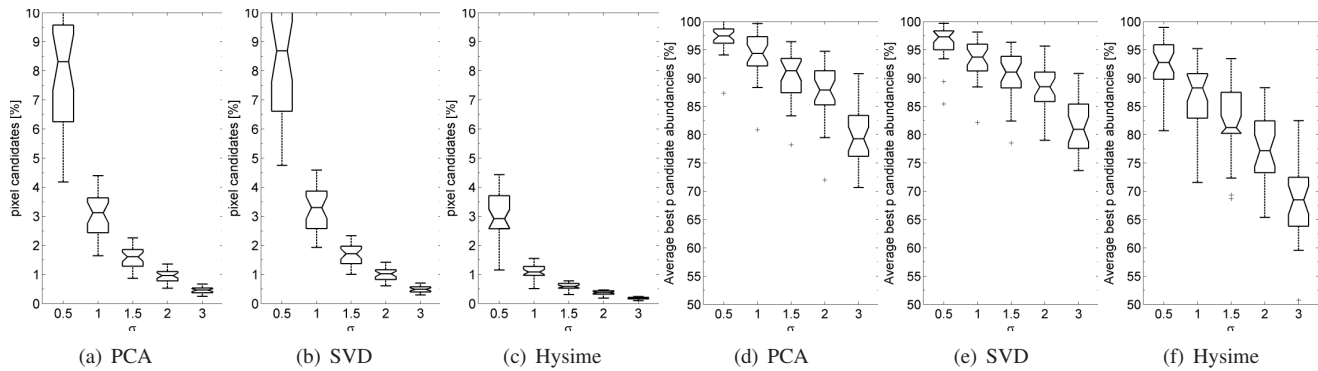 10
9
8
7
6
5
4
3
2
1
0
pixel candidates [%]
0.5 1 1.5 2 3
σ
(a) PCA
10
9
8
7
6
5
4
3
2
1
0
pixel candidates [%]
0.5 1 1.5 2 3
σ
(b) SVD
10
9
8
7
6
5
4
3
2
1
0
pixel candidates [%]
0.5 1 1.5 2 3
σ
(c) Hysime
100
95
90
85
80
75
70
65
60
55
50
Average best p candidate abundancies [%]
0.5 1 1.5 2 3
σ
(d) PCA
100
95
90
85
80
75
70
65
60
55
50
Average best p candidate abundancies [%]
0.5 1 1.5 2 3
σ
(e) SVD
100
95
90
85
80
75
70
65
60
55
50
Average best p candidate abundancies [%]
0.5 1 1.5 2 3
σ
(f) Hysime